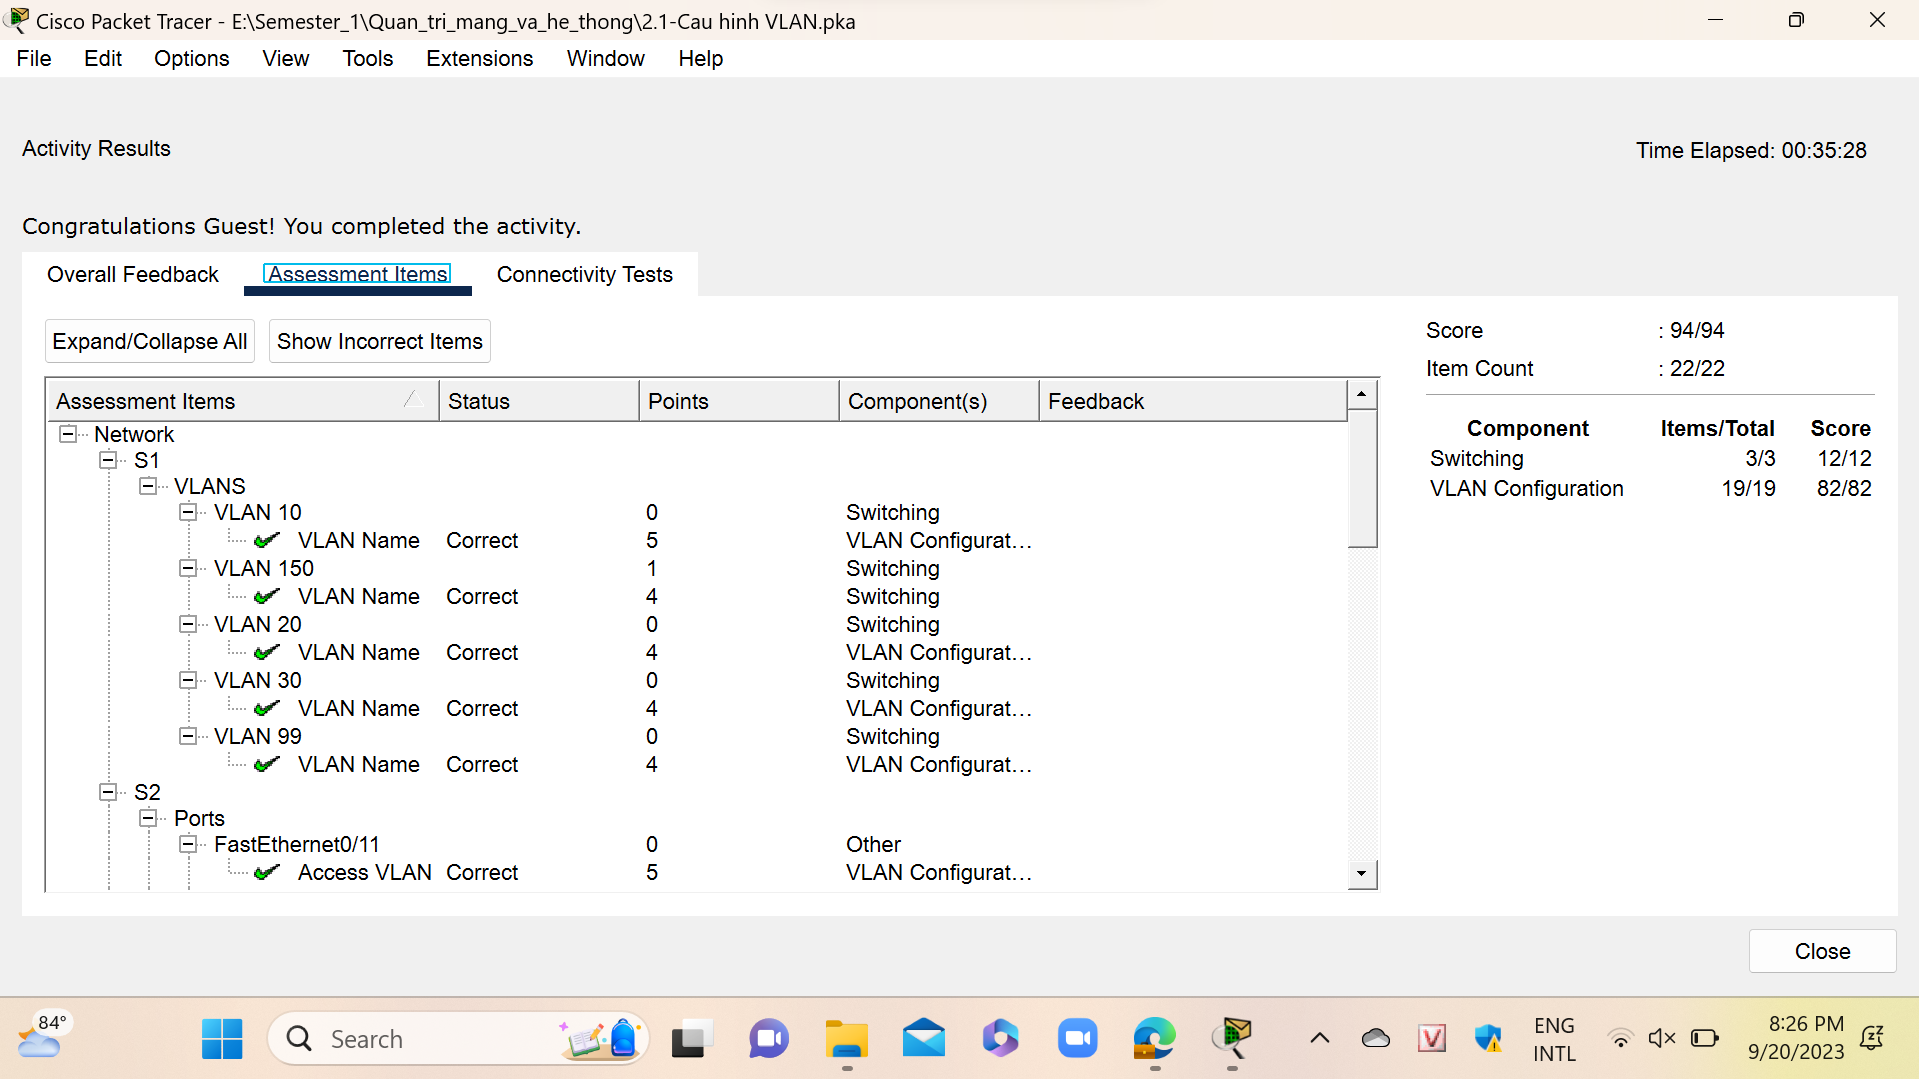 Cisco Packet Tracer - E:\Semester_1\Quan_tri_mang_va_he_thong\2.1-Cau hinh VLAN.pka
File Edit Options View Tools Extensions Window Help
Activity Results
Time Elapsed: 00:35:28
Congratulations Guest! You completed the activity.
Overall Feedback Assessment Items Connectivity Tests
Expand/Collapse All Show Incorrect Items
Assessment Items Status Points Component(s) Feedback
Network
S1
VLANS
VLAN 10 0 Switching
VLAN Name Correct 5 VLAN Configurat...
VLAN 150 1 Switching
VLAN Name Correct 4 Switching
VLAN 20 0 Switching
VLAN Name Correct 4 VLAN Configurat...
VLAN 30 0 Switching
VLAN Name Correct 4 VLAN Configurat...
VLAN 99 0 Switching
VLAN Name Correct 4 VLAN Configurat...
S2
Ports
FastEthernet0/11 0 Other
Access VLAN Correct 5 VLAN Configurat...
Score : 94/94
Item Count : 22/22
Component Items/Total Score
Switching 3/3 12/12
VLAN Configuration 19/19 82/82
Close
84°
Search
V
ENG
INTL
8:26 PM
9/20/2023